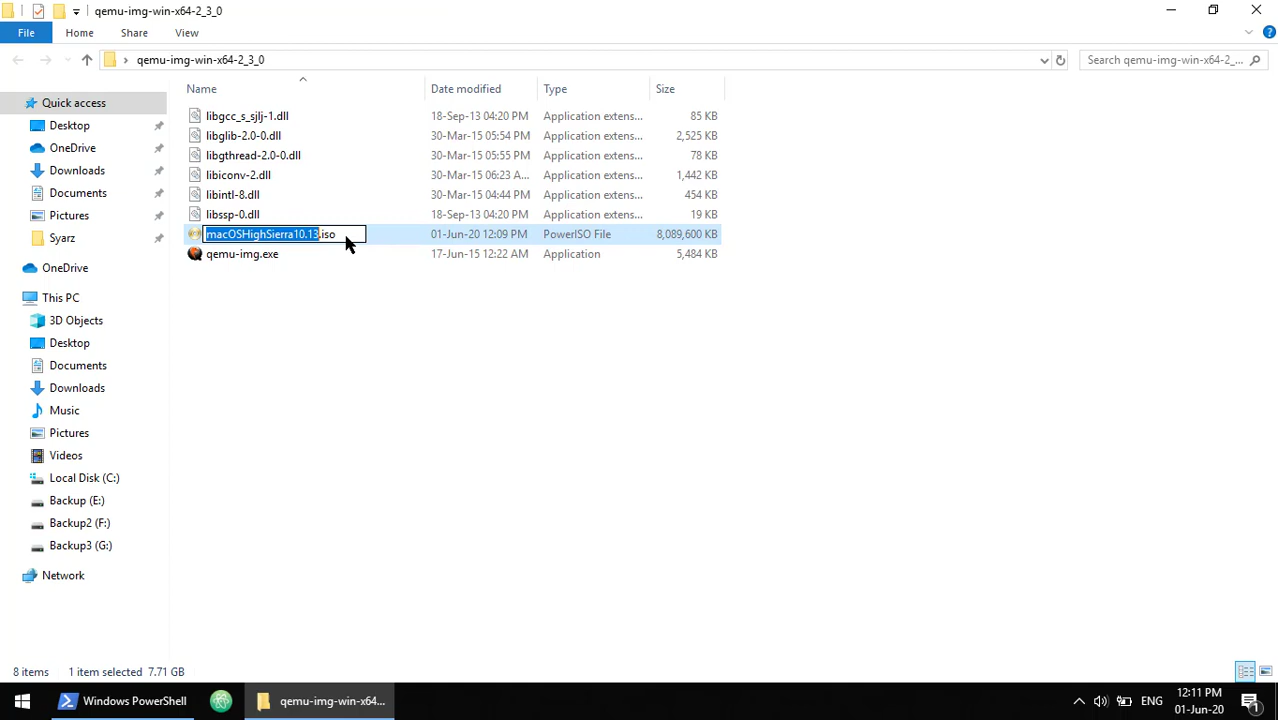 qemu-img-win-x64-2_3_0
File Home Share View
qemu-img-win-x64-2_3_0 Search qemu-img-win-x64-2_...
Name Date modified Type Size
Quick access
Desktop
OneDrive
Downloads
Documents
Pictures
Syarz
OneDrive
This PC
3D Objects
Desktop
Documents
Downloads
Music
Pictures
Videos
Local Disk (C:)
Backup (E:)
Backup2 (F:)
Backup3 (G:)
Network
libgcc_s_sjlj-1.dll 18-Sep-13 04:20 PM Application extens... 85 KB
libglib-2.0-0.dll 30-Mar-15 05:54 PM Application extens... 2,525 KB
libgthread-2.0-0.dll 30-Mar-15 05:55 PM Application extens... 78 KB
libiconv-2.dll 30-Mar-15 06:23 A... Application extens... 1,442 KB
libintl-8.dll 30-Mar-15 04:44 PM Application extens... 454 KB
libssp-0.dll 18-Sep-13 04:20 PM Application extens... 19 KB
macOSHighSierra10.13.iso 01-Jun-20 12:09 PM PowerISO File 8,089,600 KB
qemu-img.exe 17-Jun-15 12:22 AM Application 5,484 KB
8 items 1 item selected 7.71 GB
Windows PowerShell qemu-img-win-x64... ENG 12:11 PM
01-Jun-20 1